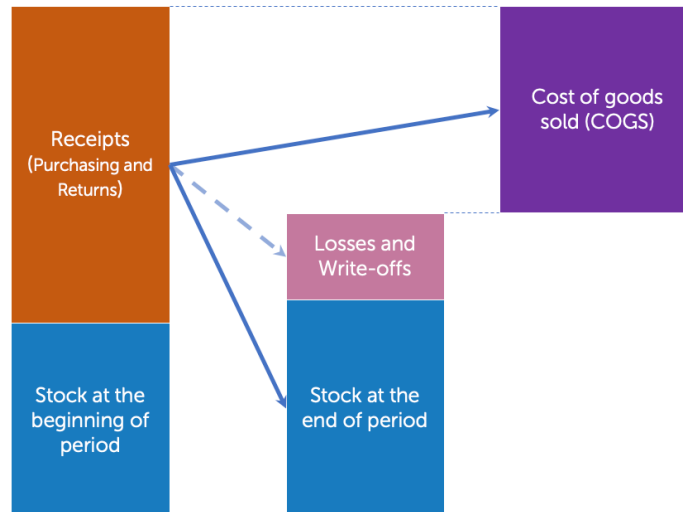 Receipts
(Purchasing and
Returns)
Stock at the
beginning of
period
Losses and
Write-offs
Stock at the
end of period
Cost of goods
sold (COGS)